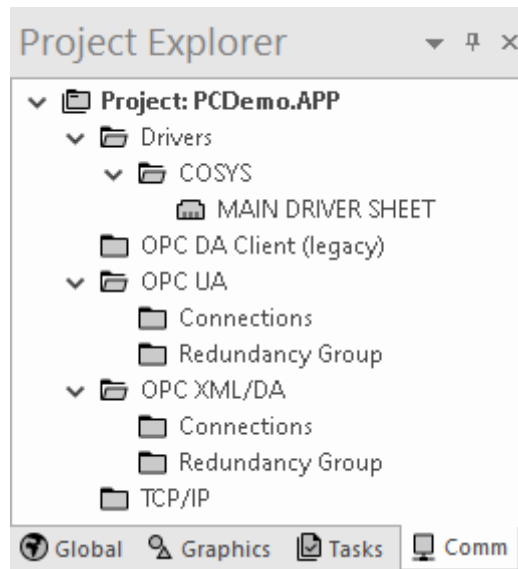 Project Explorer
Project: PCDemo.APP
Drivers
COSYS
MAIN DRIVER SHEET
OPC DA Client (legacy)
OPC UA
Connections
Redundancy Group
OPC XML/DA
Connections
Redundancy Group
TCP/IP
Global Graphics Tasks Comm